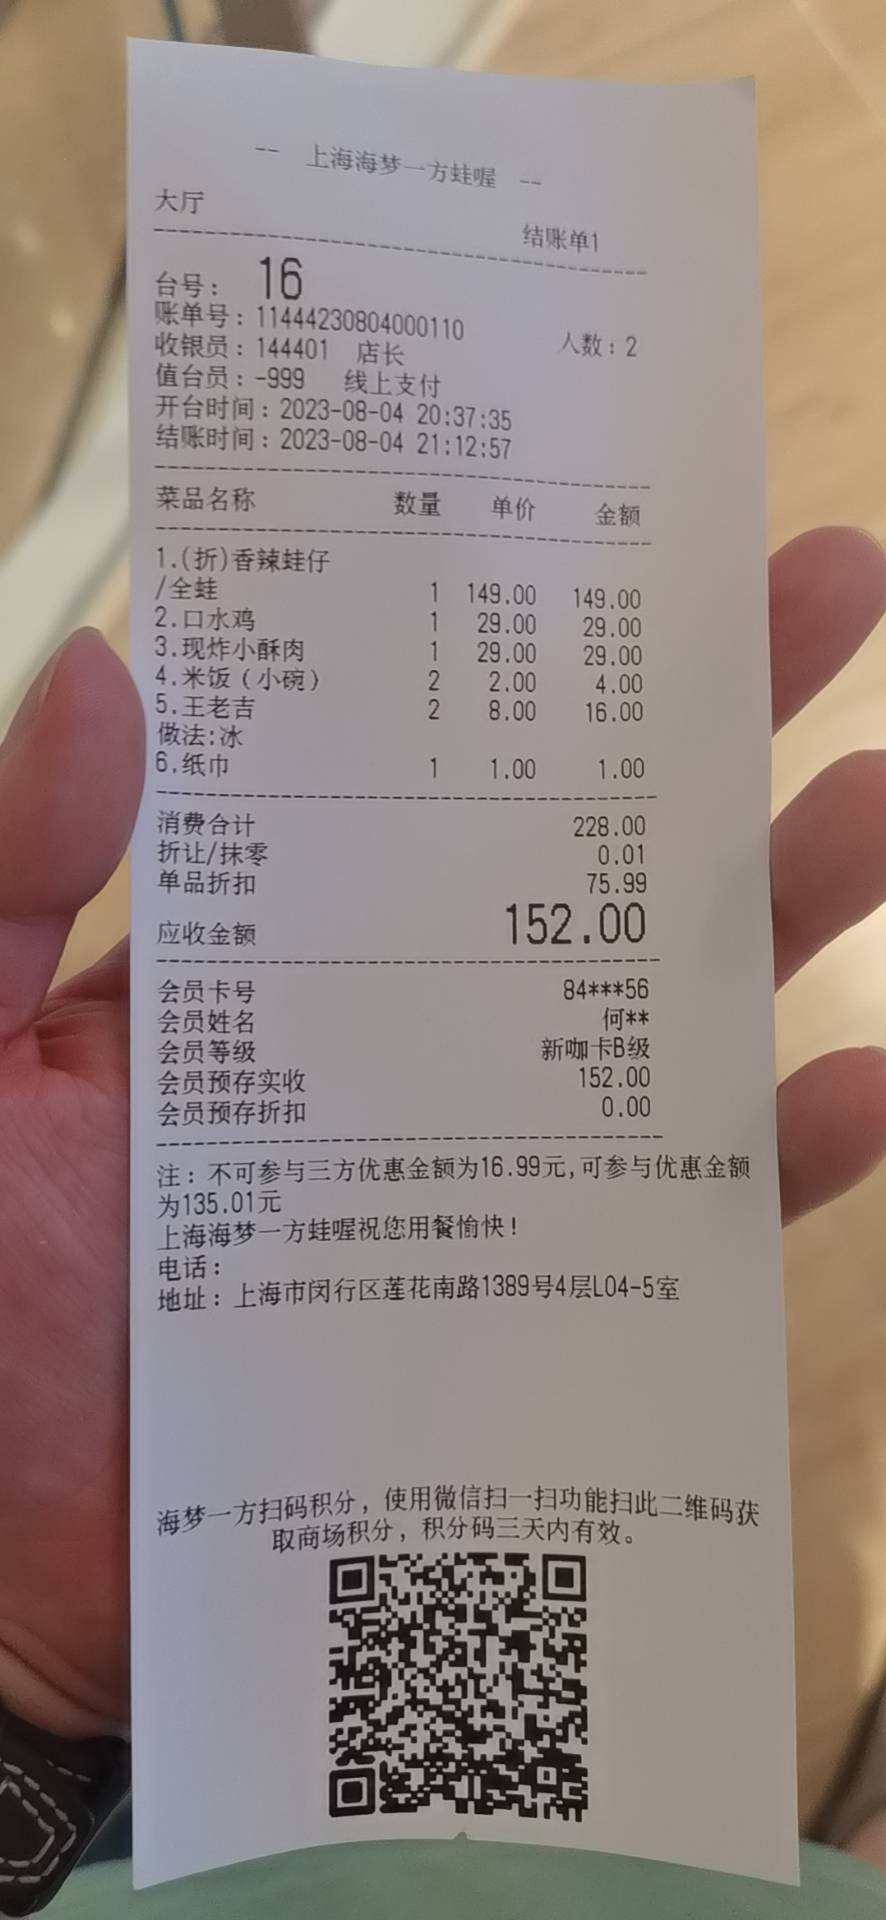 -- 上海海梦一方蛙喔 --
大厅
结账单1
台号： 16
账单号：11444230804000110 人数：2
收银员：144401 店长
值台员：-999 线上支付
开台时间：2023-08-04 20:37:35
结账时间：2023-08-04 21:12:57
菜品名称 数量 单价 金额
1.(折)香辣蛙仔
/全蛙 1 149.00 149.00
2.口水鸡 1 29.00 29.00
3.现炸小酥肉 1 29.00 29.00
4.米饭（小碗） 2 2.00 4.00
5.王老吉 2 8.00 16.00
做法:冰
6.纸巾 1 1.00 1.00
消费合计 228.00
折让/抹零 0.01
单品折扣 75.99
应收金额 152.00
会员卡号 84***56
会员姓名 何**
会员等级 新咖卡B级
会员预存实收 152.00
会员预存折扣 0.00
注：不可参与三方优惠金额为16.99元,可参与优惠金额
为135.01元
上海海梦一方蛙喔祝您用餐愉快！
电话：
地址：上海市闵行区莲花南路1389号4层L04-5室
海梦一方扫码积分，使用微信扫一扫功能扫此二维码获
取商场积分，积分码三天内有效。